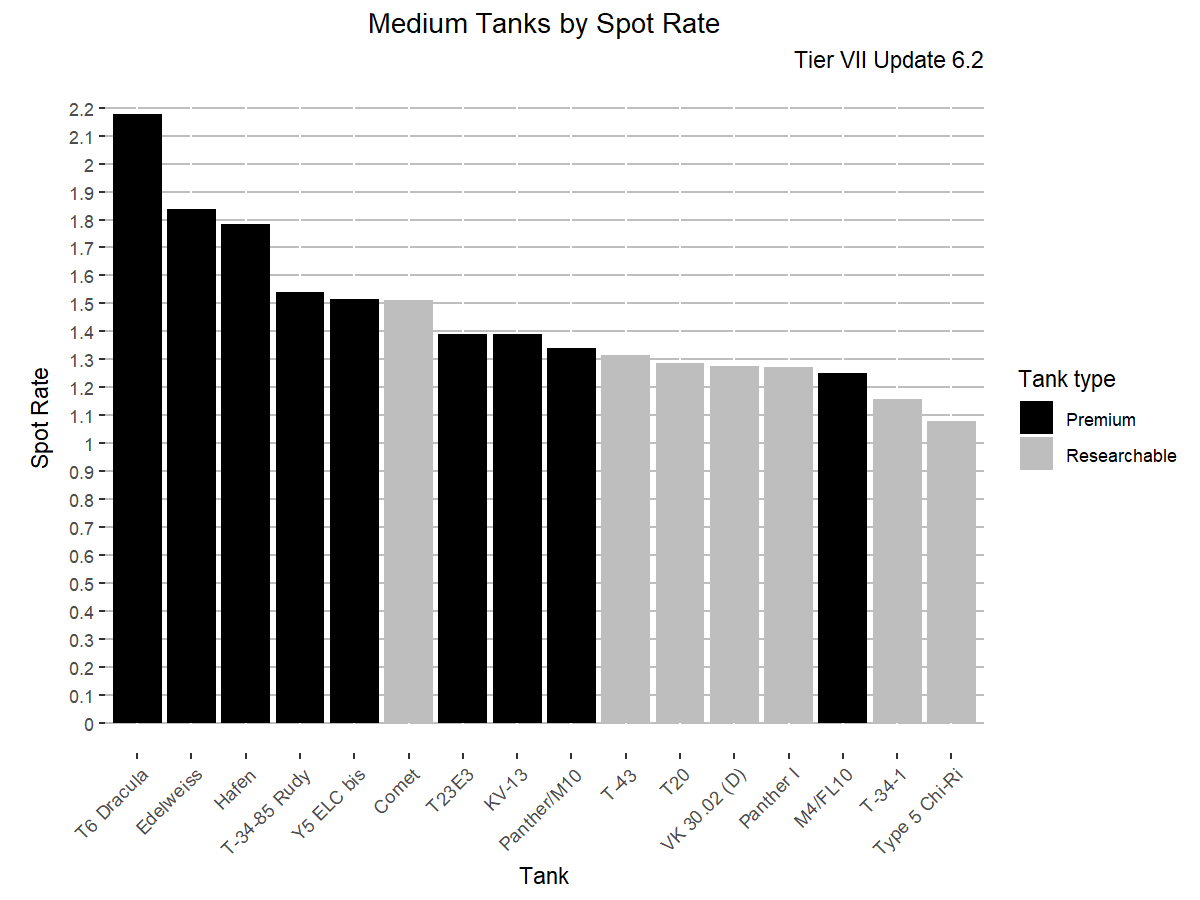 Medium Tanks by Spot Rate
Tier VII Update 6.2
2.2
2.1
2
1.9
1.8
1.7
1.6
1.5
1.4
1.3
1.2
1.1
1
0.9
0.8
0.7
0.6
0.5
0.4
0.3
0.2
0.1
0
Spot Rate
T6 Dracula
Edelweiss
Hafen
T-34-85 Rudy
Y5 ELC bis
Comet
T23E3
KV-13
Panther/M10
T-43
T20
VK 30.02 (D)
Panther I
M4/FL10
T-34-1
Type 5 Chi-Ri
Tank
Tank type
Premium
Researchable